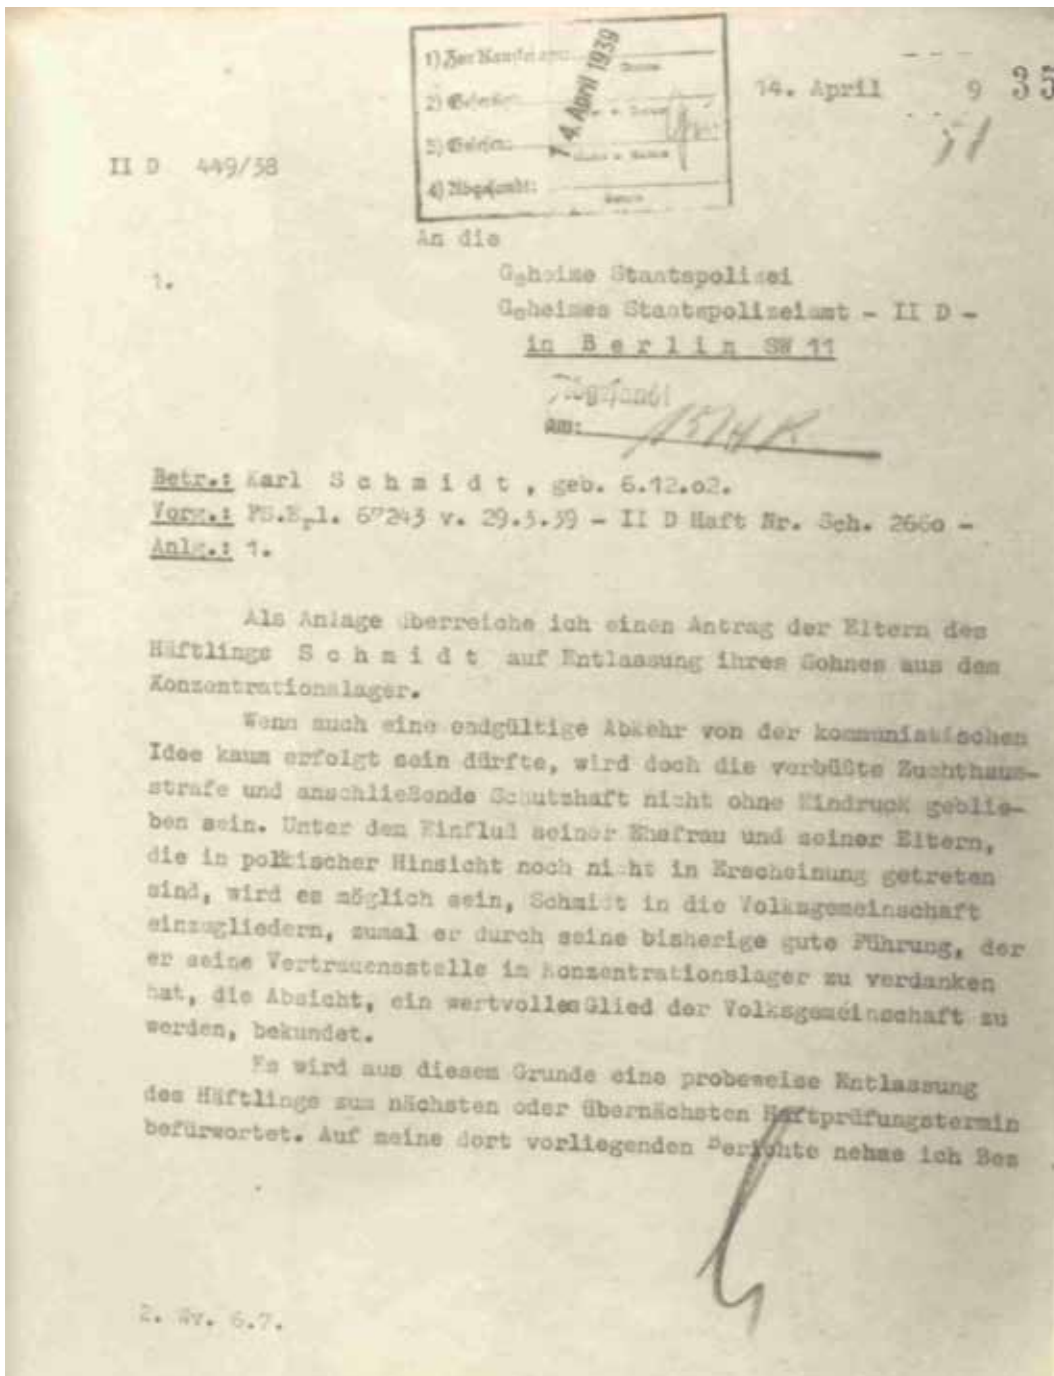 1) Zur Kanzlei am:
14. April 1939
14. April 9 35
51
2) Gefertigt:
3) Gelesen:
II D 449/38
4) Abgesandt:
An die
1.
Geheime Staatspolizei
Geheimes Staatspolizeiamt - II D -
in B e r l i n SW 11
Abgesandt
am: 15/4 K
Betr.: Karl S c h m i d t , geb. 6.12.02.
Vorg.: FS.Erl. 67243 v. 29.3.39 - II D Haft Nr. Sch. 2660 -
Anlg.: 1.
Als Anlage überreiche ich einen Antrag der Eltern des
Häftlings S c h m i d t auf Entlassung ihres Sohnes aus dem
Konzentrationslager.
Wenn auch eine endgültige Abkehr von der kommunistischen
Idee kaum erfolgt sein dürfte, wird doch die verbüßte Zuchthaus-
strafe und anschließende Schutzhaft nicht ohne Eindruck geblie-
ben sein. Unter dem Einfluß seiner Ehefrau und seiner Eltern,
die in politischer Hinsicht noch nicht in Erscheinung getreten
sind, wird es möglich sein, Schmidt in die Volksgemeinschaft
einzugliedern, zumal er durch seine bisherige gute Führung, der
er seine Vertrauensstelle im Konzentrationslager zu verdanken
hat, die Absicht, ein wertvolles Glied der Volksgemeinschaft zu
werden, bekundet.
Es wird aus diesem Grunde eine probeweise Entlassung
des Häftlings zum nächsten oder übernächsten Haftprüfungstermin
befürwortet. Auf meine dort vorliegenden Berichte nehme ich Bez
2. Wv. 6.7.